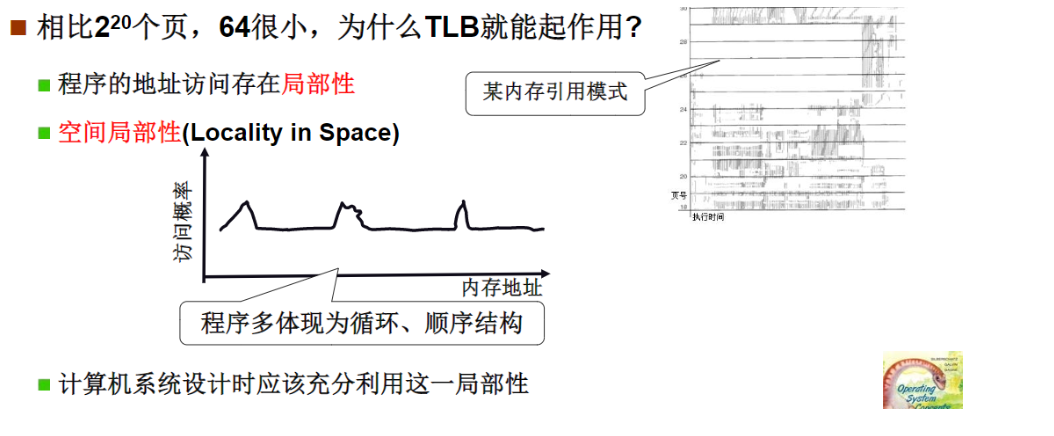 相比2²⁰个页，64很小，为什么TLB就能起作用?
程序的地址访问存在局部性
空间局部性(Locality in Space)
访问概率
内存地址
程序多体现为循环、顺序结构
计算机系统设计时应该充分利用这一局部性
某内存引用模式
30
28
26
24
22
20
页号
18
执行时间
Operating
System
Concepts